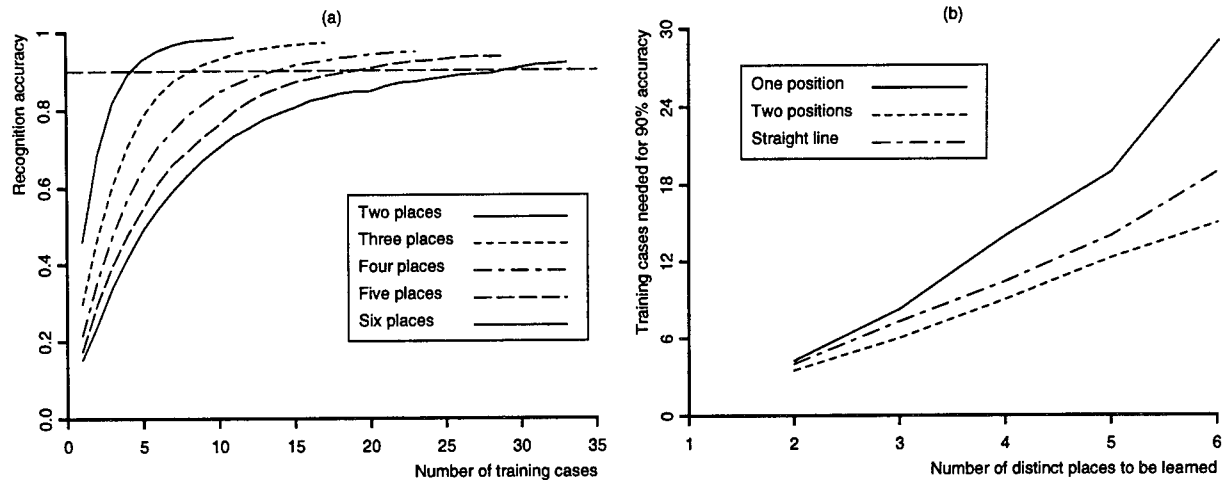 (a)
Recognition accuracy
1
0.8
0.6
0.4
0.2
0.0
Two places
Three places
Four places
Five places
Six places
0 5 10 15 20 25 30 35
Number of training cases
(b)
Training cases needed for 90% accuracy
30
24
18
12
6
0
One position
Two positions
Straight line
1 2 3 4 5 6
Number of distinct places to be learned